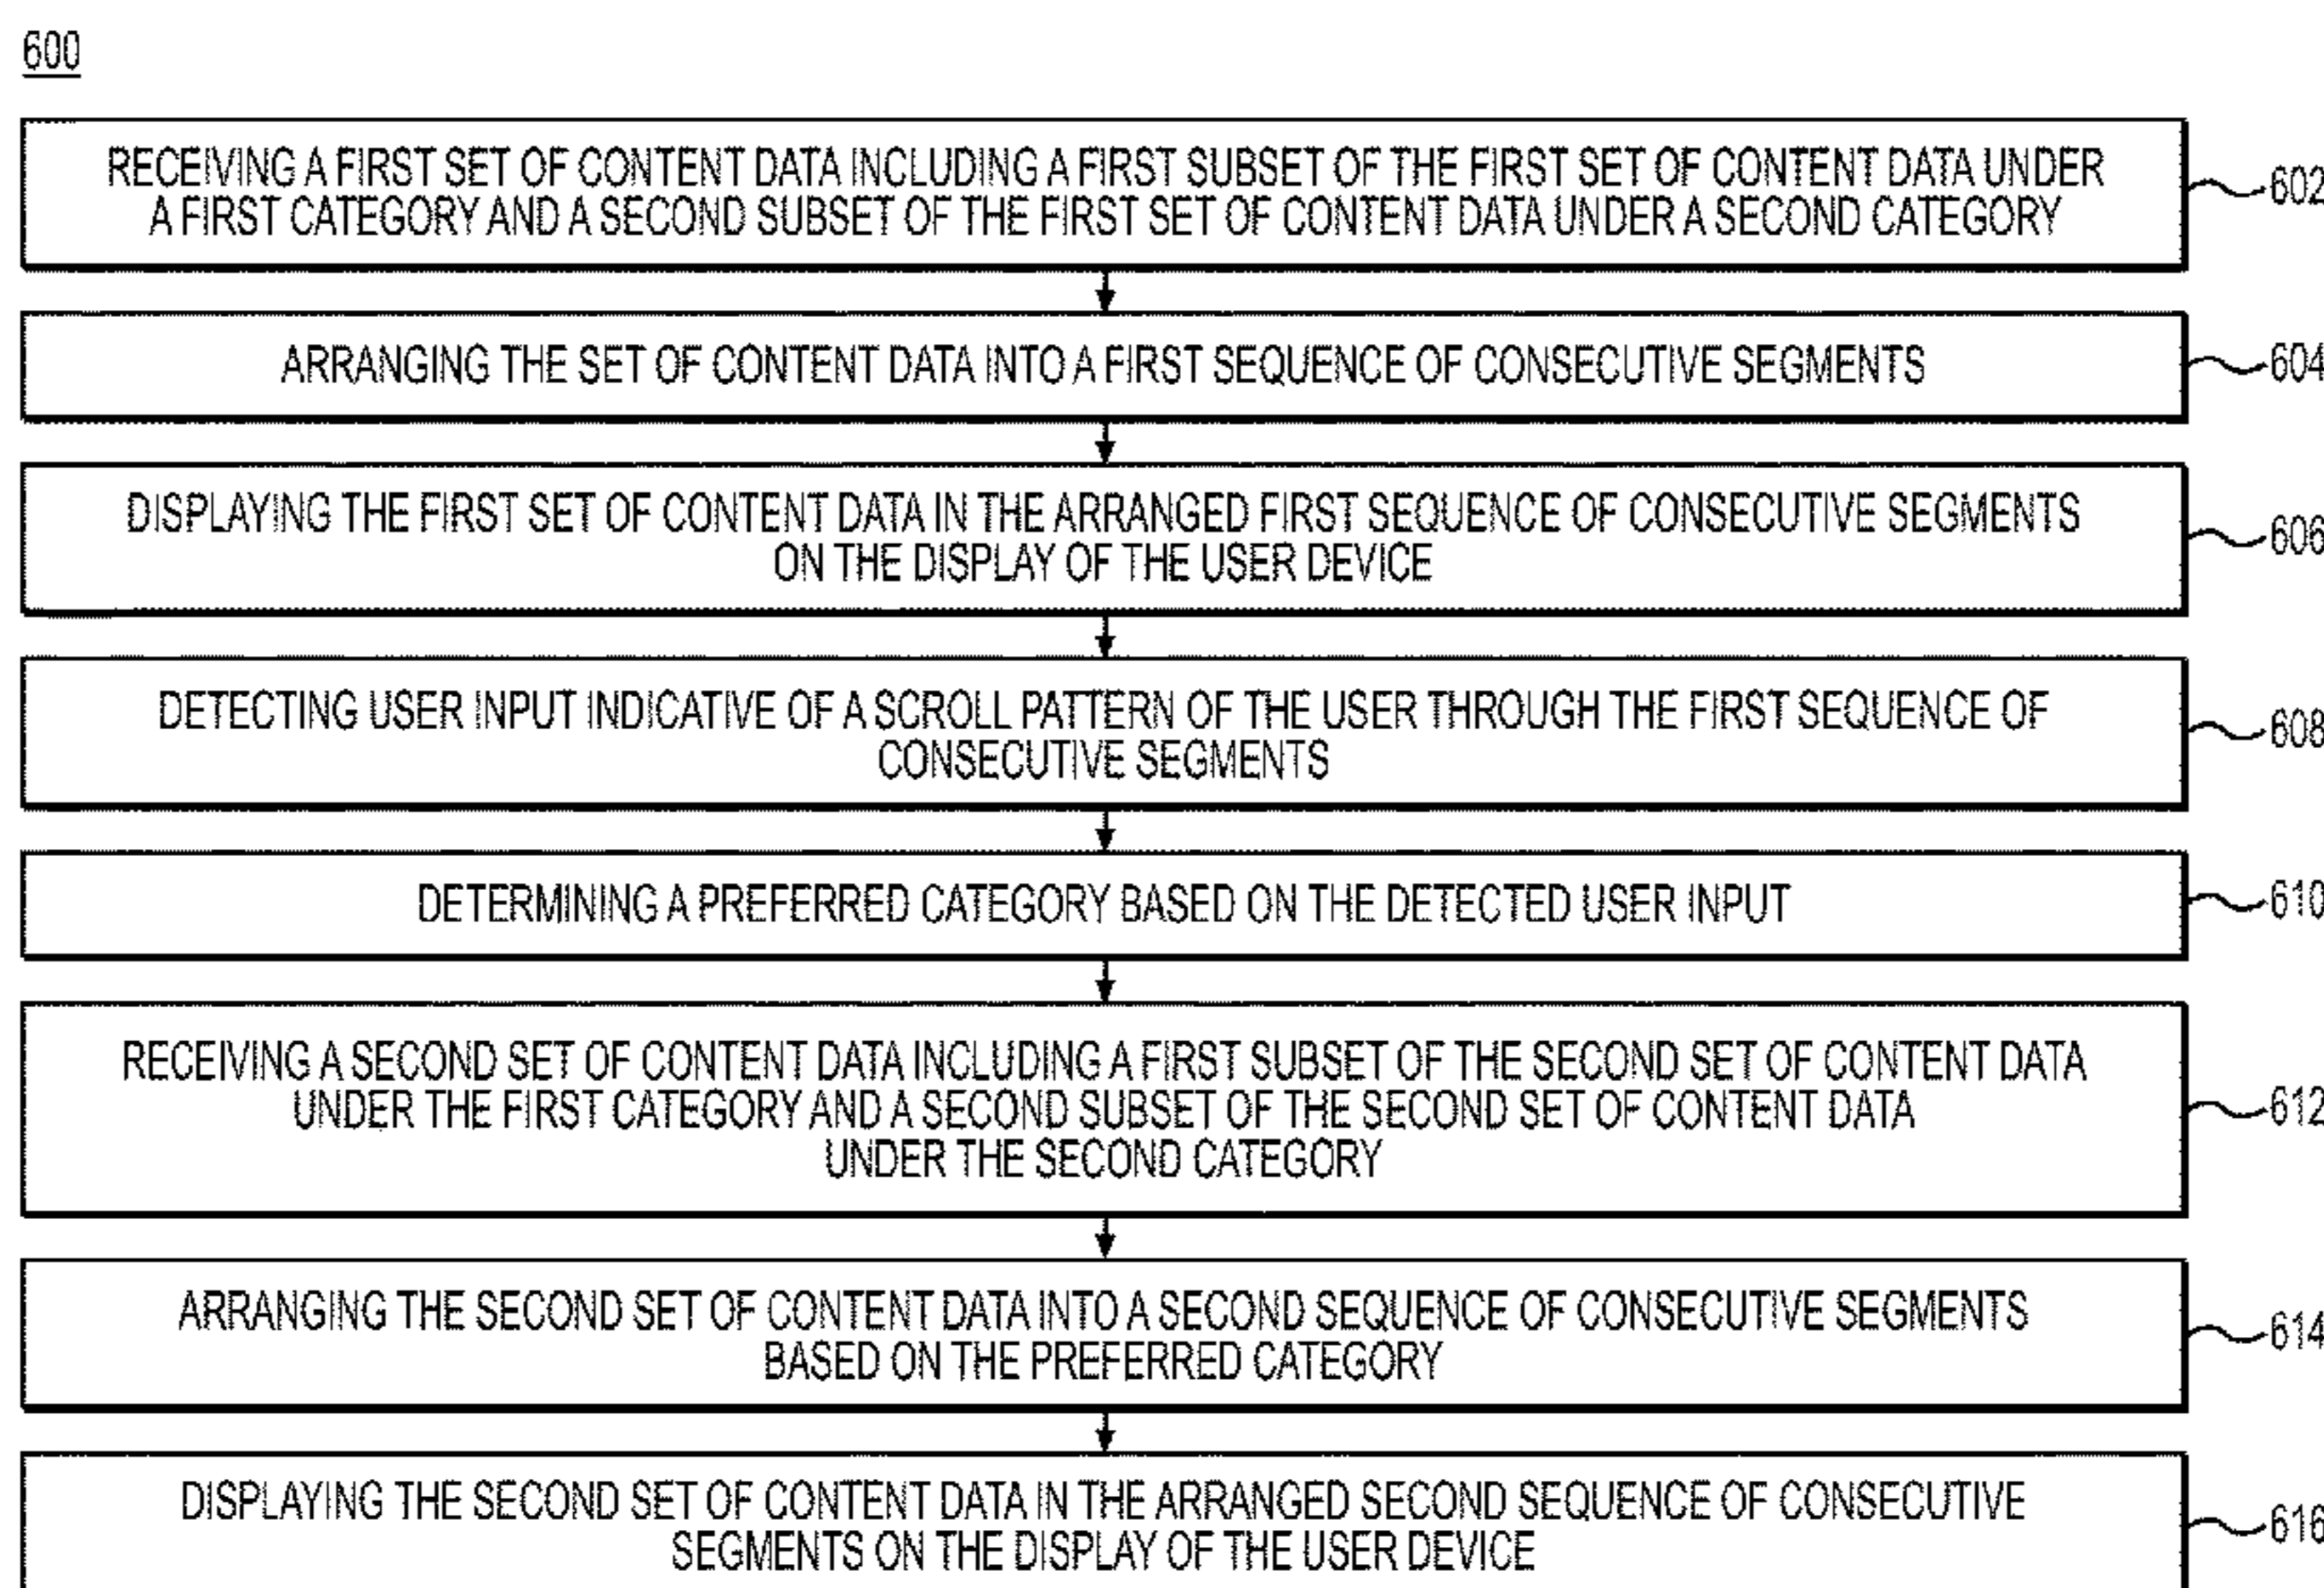 600
RECEIVING A FIRST SET OF CONTENT DATA INCLUDING A FIRST SUBSET OF THE FIRST SET OF CONTENT DATA UNDER
A FIRST CATEGORY AND A SECOND SUBSET OF THE FIRST SET OF CONTENT DATA UNDER A SECOND CATEGORY
602
ARRANGING THE SET OF CONTENT DATA INTO A FIRST SEQUENCE OF CONSECUTIVE SEGMENTS
604
DISPLAYING THE FIRST SET OF CONTENT DATA IN THE ARRANGED FIRST SEQUENCE OF CONSECUTIVE SEGMENTS
ON THE DISPLAY OF THE USER DEVICE
606
DETECTING USER INPUT INDICATIVE OF A SCROLL PATTERN OF THE USER THROUGH THE FIRST SEQUENCE OF
CONSECUTIVE SEGMENTS
608
DETERMINING A PREFERRED CATEGORY BASED ON THE DETECTED USER INPUT
610
RECEIVING A SECOND SET OF CONTENT DATA INCLUDING A FIRST SUBSET OF THE SECOND SET OF CONTENT DATA
UNDER THE FIRST CATEGORY AND A SECOND SUBSET OF THE SECOND SET OF CONTENT DATA
UNDER THE SECOND CATEGORY
612
ARRANGING THE SECOND SET OF CONTENT DATA INTO A SECOND SEQUENCE OF CONSECUTIVE SEGMENTS
BASED ON THE PREFERRED CATEGORY
614
DISPLAYING THE SECOND SET OF CONTENT DATA IN THE ARRANGED SECOND SEQUENCE OF CONSECUTIVE
SEGMENTS ON THE DISPLAY OF THE USER DEVICE
616